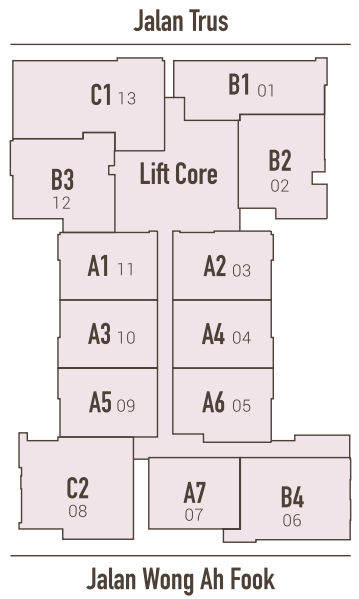 Jalan Trus
C1 13
B1 01
B3
12
Lift Core
B2
02
A1 11
A2 03
A3 10
A4 04
A5 09
A6 05
C2
08
A7
07
B4
06
Jalan Wong Ah Fook